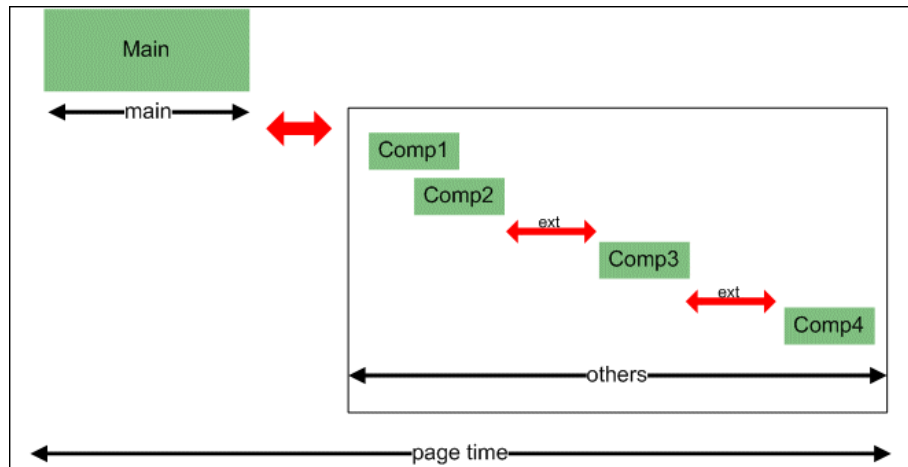 Main
main
Comp1
Comp2
ext
Comp3
ext
Comp4
others
page time